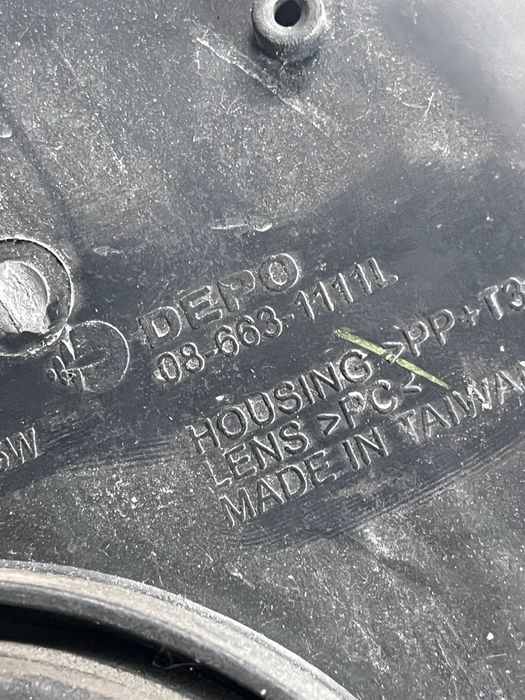 DEPO
08-663-1111L
HOUSING >PP+T3
LENS >PC<
MADE IN TAIWAN